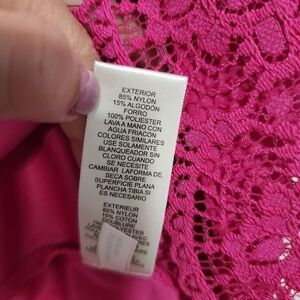 EXTERIOR
85% NYLON
15% ALGODÓN
FORRO
100% POLIESTER
LAVA A MANO CON
AGUA FRIACON
COLORES SIMILARES
USE SOLAMENTE
BLANQUEADOR SIN
CLORO CUANDO SE
NECESITE
CAMBIAR LAFORMA DE,
SECA SOBRE
SUPERFICIE PLANA
PLANCHA TIBIA SI
ES NECESARIO
EXTERIEUR
85% NYLON
15% COTON
DOUBLURE